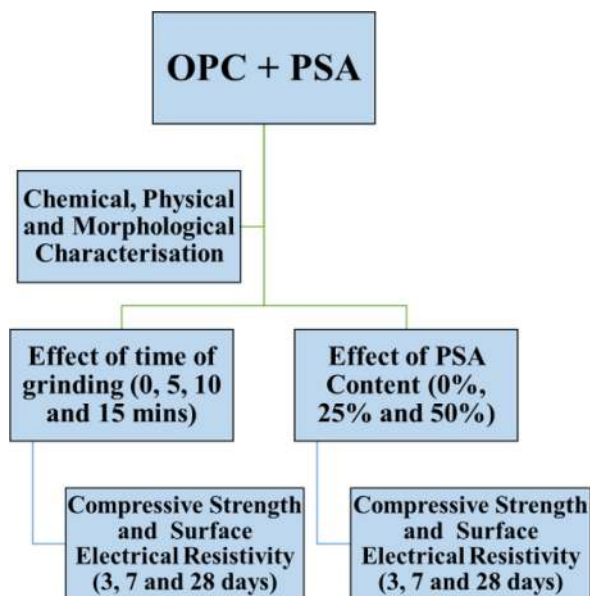 OPC + PSA
Chemical, Physical
and Morphological
Characterisation
Effect of time of
grinding (0, 5, 10
and 15 mins)
Effect of PSA
Content (0%,
25% and 50%)
Compressive Strength
and Surface
Electrical Resistivity
(3, 7 and 28 days)
Compressive Strength
and Surface
Electrical Resistivity
(3, 7 and 28 days)